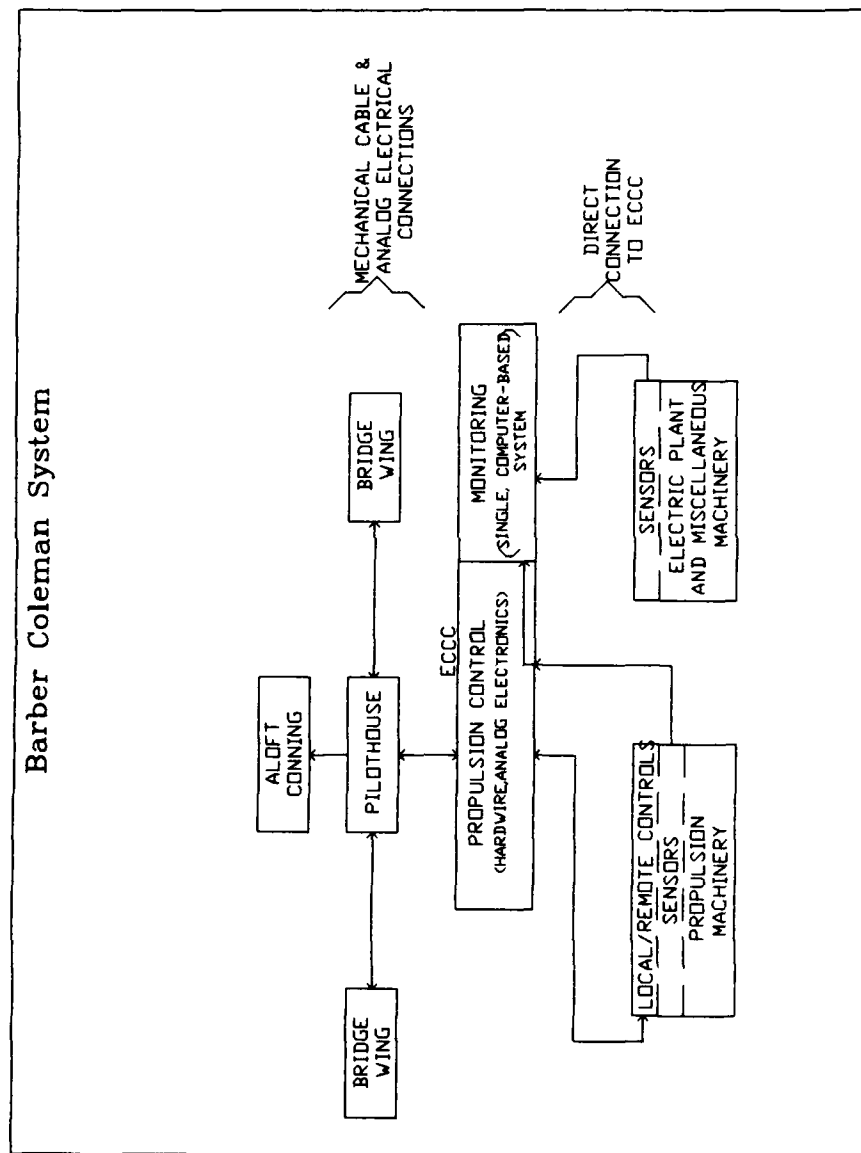 Barber Coleman System
ALOFT
CONNING
BRIDGE
WING
PILOTHOUSE
BRIDGE
WING
MECHANICAL CABLE &
ANALOG ELECTRICAL
CONNECTIONS
ECCC
PROPULSION CONTROL
(HARDWIRE,ANALOG ELECTRONICS)
MONITORING
(SINGLE, COMPUTER-BASED)
SYSTEM
DIRECT
CONNECTION
TO ECCC
LOCAL/REMOTE CONTROLS
SENSORS
PROPULSION
MACHINERY
SENSORS
ELECTRIC PLANT
AND MISCELLANEOUS
MACHINERY